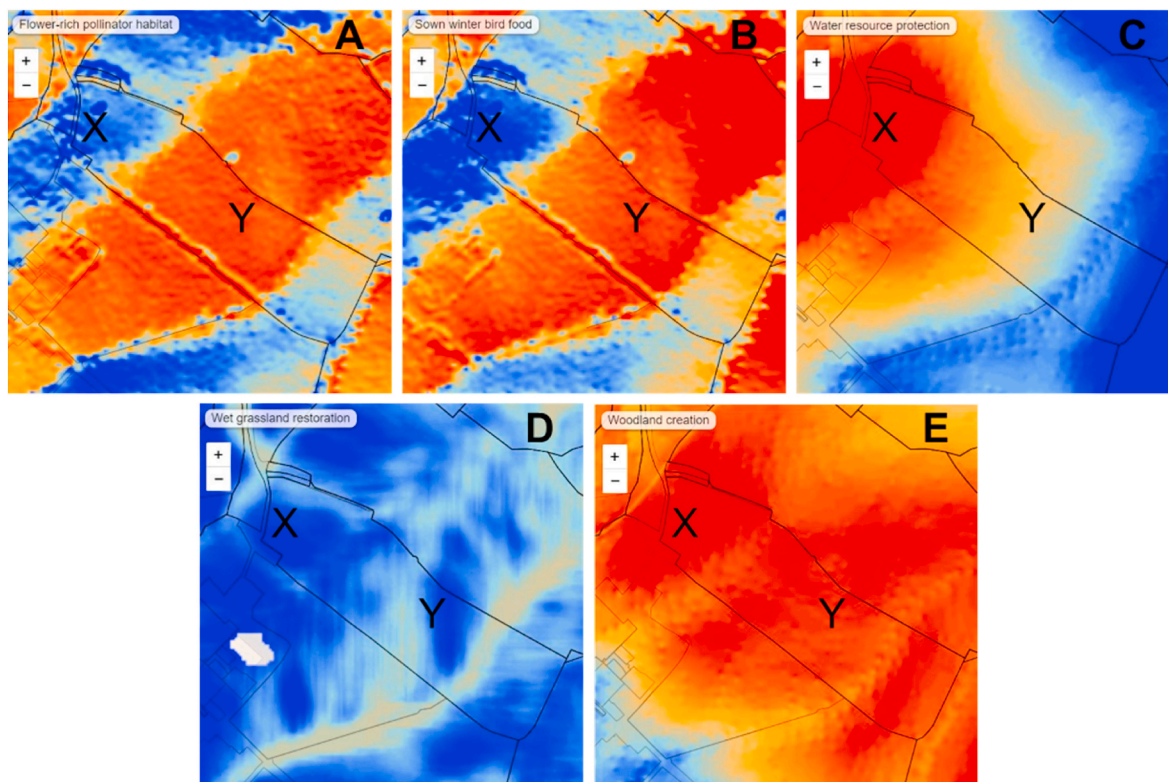 Flower-rich pollinator habitat
A
+
−
X
Y
Sown winter bird food
B
+
−
X
Y
Water resource protection
C
+
−
X
Y
Wet grassland restoration
D
+
−
X
Y
Woodland creation
E
+
−
X
Y